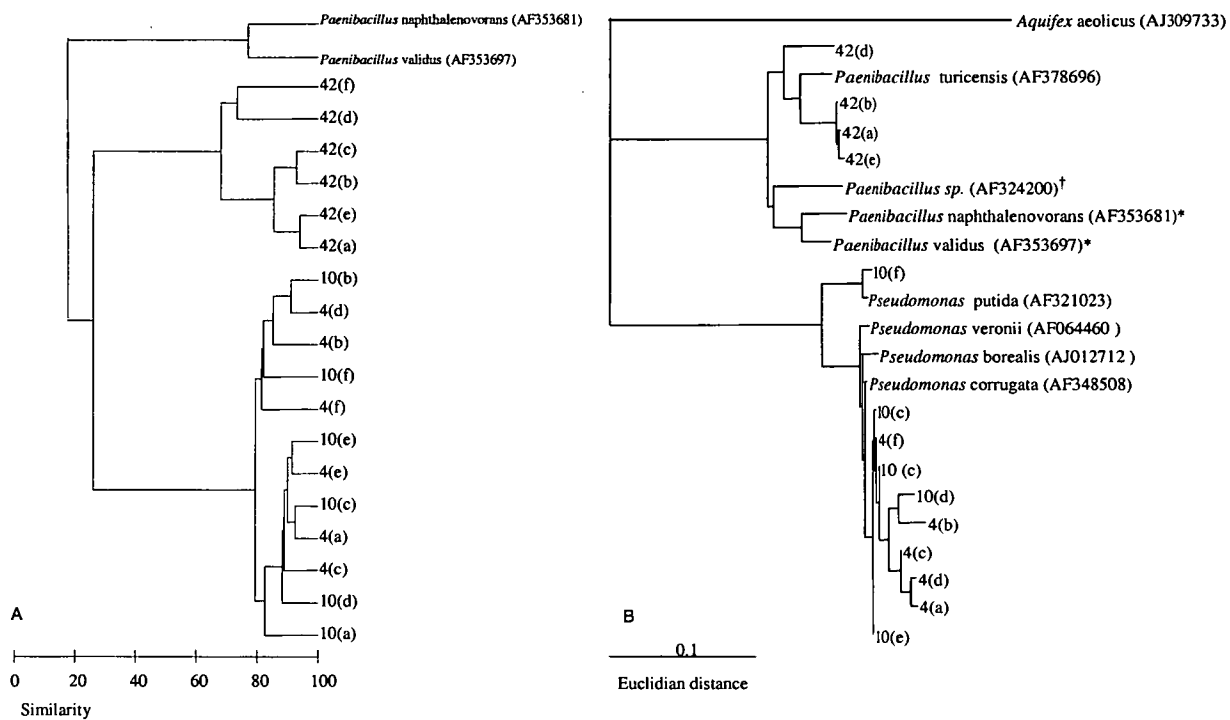 Paenibacillus naphthalenovorans (AF353681)
Paenibacillus validus (AF353697)
42(f)
42(d)
42(c)
42(b)
42(e)
42(a)
10(b)
4(d)
4(b)
10(f)
4(f)
10(e)
4(e)
10(c)
4(a)
4(c)
10(d)
10(a)
A
0 20 40 60 80 100
Similarity
Aquifex aeolicus (AJ309733)
42(d)
Paenibacillus turicensis (AF378696)
42(b)
42(a)
42(e)
Paenibacillus sp. (AF324200)†
Paenibacillus naphthalenovorans (AF353681)*
Paenibacillus validus (AF353697)*
10(f)
Pseudomonas putida (AF321023)
Pseudomonas veronii (AF064460 )
Pseudomonas borealis (AJ012712 )
Pseudomonas corrugata (AF348508)
10(c)
4(f)
10 (c)
10(d)
4(b)
4(c)
4(d)
4(a)
10(e)
B
0.1
Euclidian distance